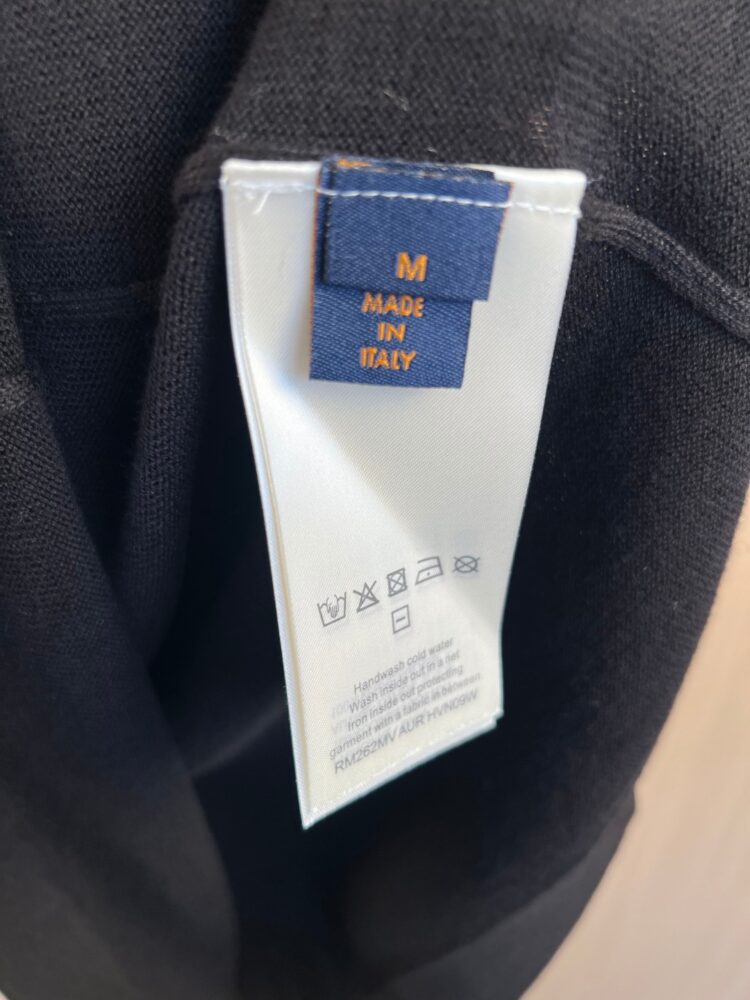 M
MADE
IN
ITALY
Handwash cold water
Wash inside out in a net
Iron inside out protecting
garment with a fabric in between
RM262MV AUR HVN09W